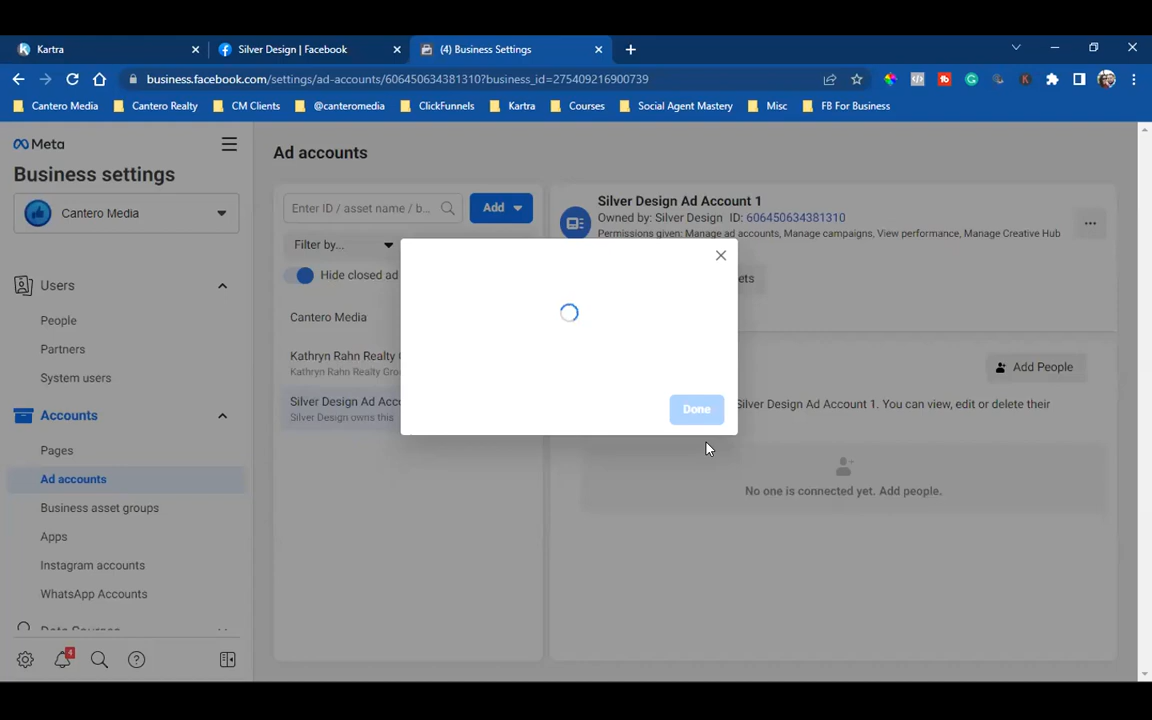 Kartra
Silver Design | Facebook
(4) Business Settings
business.facebook.com/settings/ad-accounts/606450634381310?business_id=275409216900739
Cantero Media
Cantero Realty
CM Clients
@canteromedia
ClickFunnels
Kartra
Courses
Social Agent Mastery
Misc
FB For Business
Meta
Business settings
Cantero Media
Users
People
Partners
System users
Accounts
Pages
Ad accounts
Business asset groups
Apps
Instagram accounts
WhatsApp Accounts
4
Ad accounts
Enter ID / asset name / b...
Add
Filter by...
Hide closed ad
Cantero Media
Kathryn Rahn Realty
Kathryn Rahn Realty Gro
Silver Design Ad Acco
Silver Design owns this
Silver Design Ad Account 1
Owned by: Silver Design ID: 606450634381310
Permissions given: Manage ad accounts, Manage campaigns, View performance, Manage Creative Hub
ets
Add People
Silver Design Ad Account 1. You can view, edit or delete their
No one is connected yet. Add people.
Done